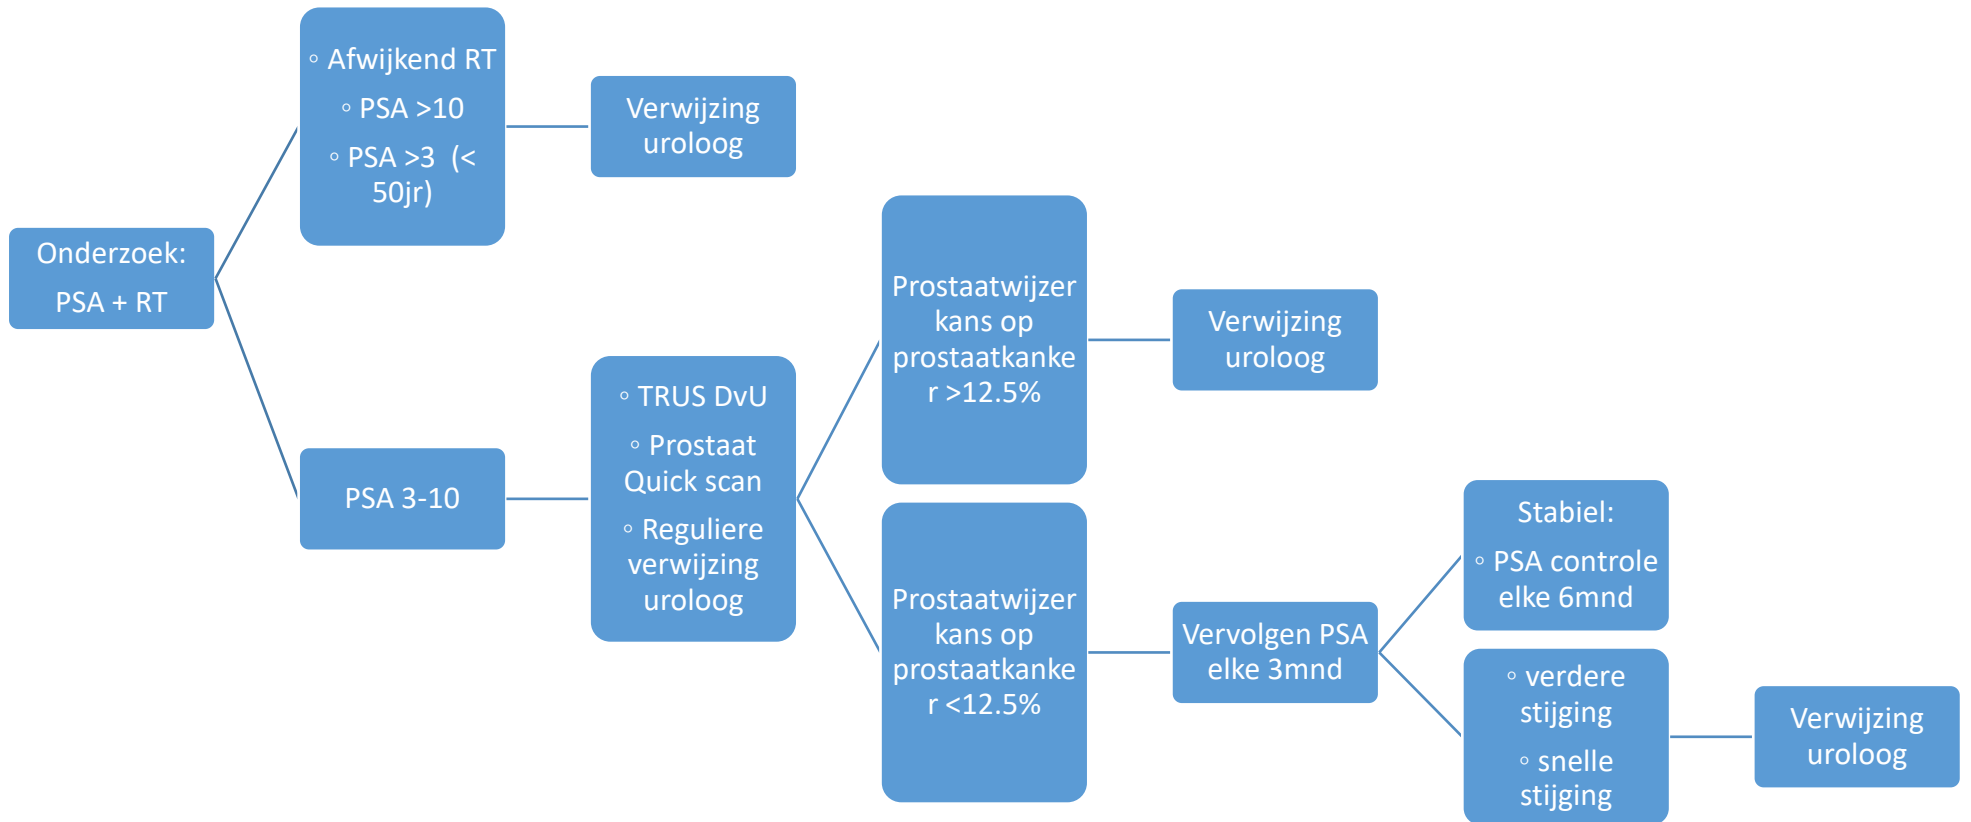 Onderzoek:
PSA + RT
◦ Afwijkend RT
◦ PSA >10
◦ PSA >3 (<
50jr)
Verwijzing
uroloog
PSA 3-10
◦ TRUS DvU
◦ Prostaat
Quick scan
◦ Reguliere
verwijzing
uroloog
Prostaatwijzer
kans op
prostaatkanke
r >12.5%
Verwijzing
uroloog
Prostaatwijzer
kans op
prostaatkanke
r <12.5%
Vervolgen PSA
elke 3mnd
Stabiel:
◦ PSA controle
elke 6mnd
◦ verdere
stijging
◦ snelle
stijging
Verwijzing
uroloog